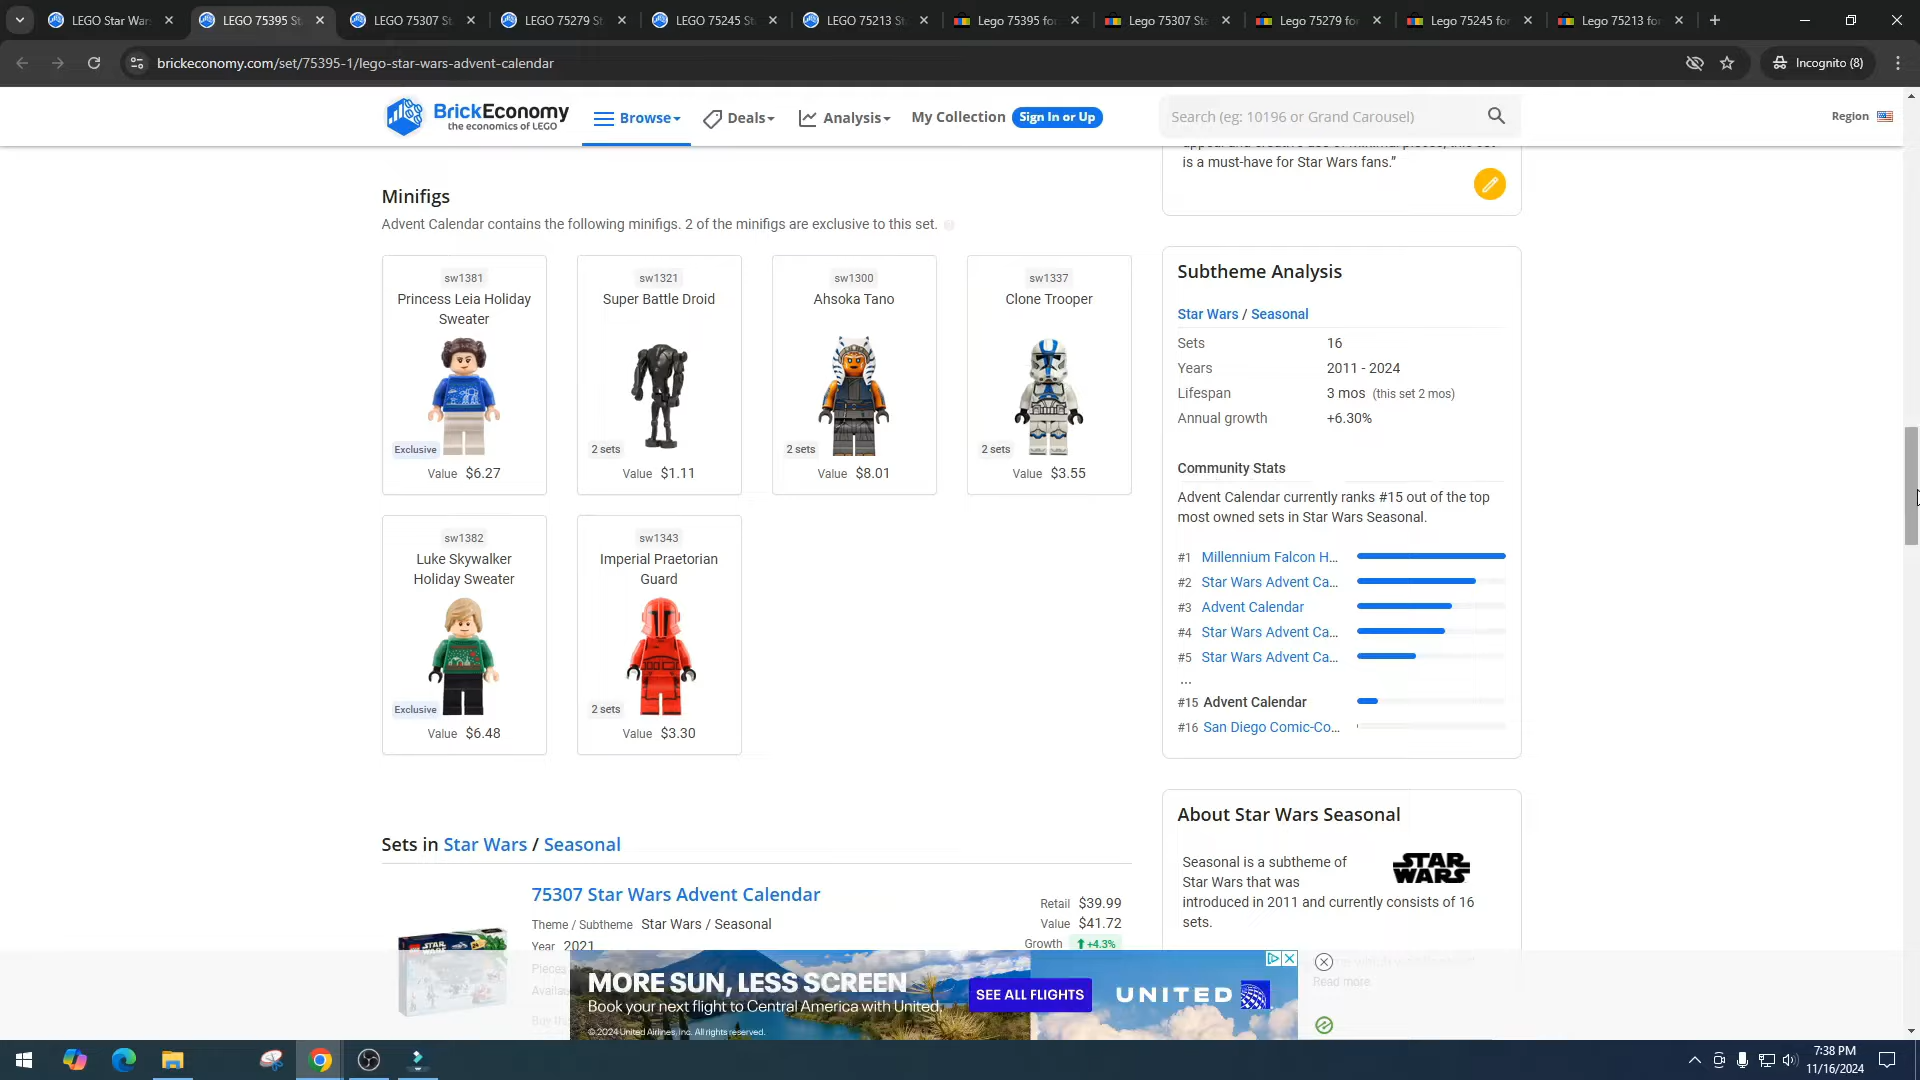 LEGO Star War
LEGO 75395 St
LEGO 75307 St
LEGO 75279 St
LEGO 75245 St
LEGO 75213 St
Lego 75395 fo
Lego 75307 Sta
Lego 75279 for
Lego 75245 for
Lego 75213 fo
brickeconomy.com/set/75395-1/lego-star-wars-advent-calendar
Incognito (8)
BrickEconomy
the economics of LEGO
Browse
Deals
Analysis
My Collection
Sign In or Up
Search (eg: 10196 or Grand Carousel)
Region
is a must-have for Star Wars fans.”
Minifigs
Advent Calendar contains the following minifigs. 2 of the minifigs are exclusive to this set.
sw1381
Princess Leia Holiday
Sweater
Exclusive
Value $6.27
sw1321
Super Battle Droid
2 sets
Value $1.11
sw1300
Ahsoka Tano
2 sets
Value $8.01
sw1337
Clone Trooper
2 sets
Value $3.55
sw1382
Luke Skywalker
Holiday Sweater
Exclusive
Value $6.48
sw1343
Imperial Praetorian
Guard
2 sets
Value $3.30
Subtheme Analysis
Star Wars / Seasonal
Sets 16
Years 2011 - 2024
Lifespan 3 mos (this set 2 mos)
Annual growth +6.30%
Community Stats
Advent Calendar currently ranks #15 out of the top
most owned sets in Star Wars Seasonal.
#1 Millennium Falcon H...
#2 Star Wars Advent Ca...
#3 Advent Calendar
#4 Star Wars Advent Ca...
#5 Star Wars Advent Ca...
...
#15 Advent Calendar
#16 San Diego Comic-Co...
About Star Wars Seasonal
Seasonal is a subtheme of
Star Wars that was
introduced in 2011 and currently consists of 16
sets.
STAR
WARS
Read more.
Sets in Star Wars / Seasonal
75307 Star Wars Advent Calendar
Theme / Subtheme Star Wars / Seasonal
Year 2021
Pieces
Availa
Buy th
Retail $39.99
Value $41.72
Growth +4.3%
STAR
WARS
MORE SUN, LESS SCREEN
Book your next flight to Central America with United.
©2024 United Airlines, Inc. All rights reserved.
SEE ALL FLIGHTS
UNITED
7:38 PM
11/16/2024